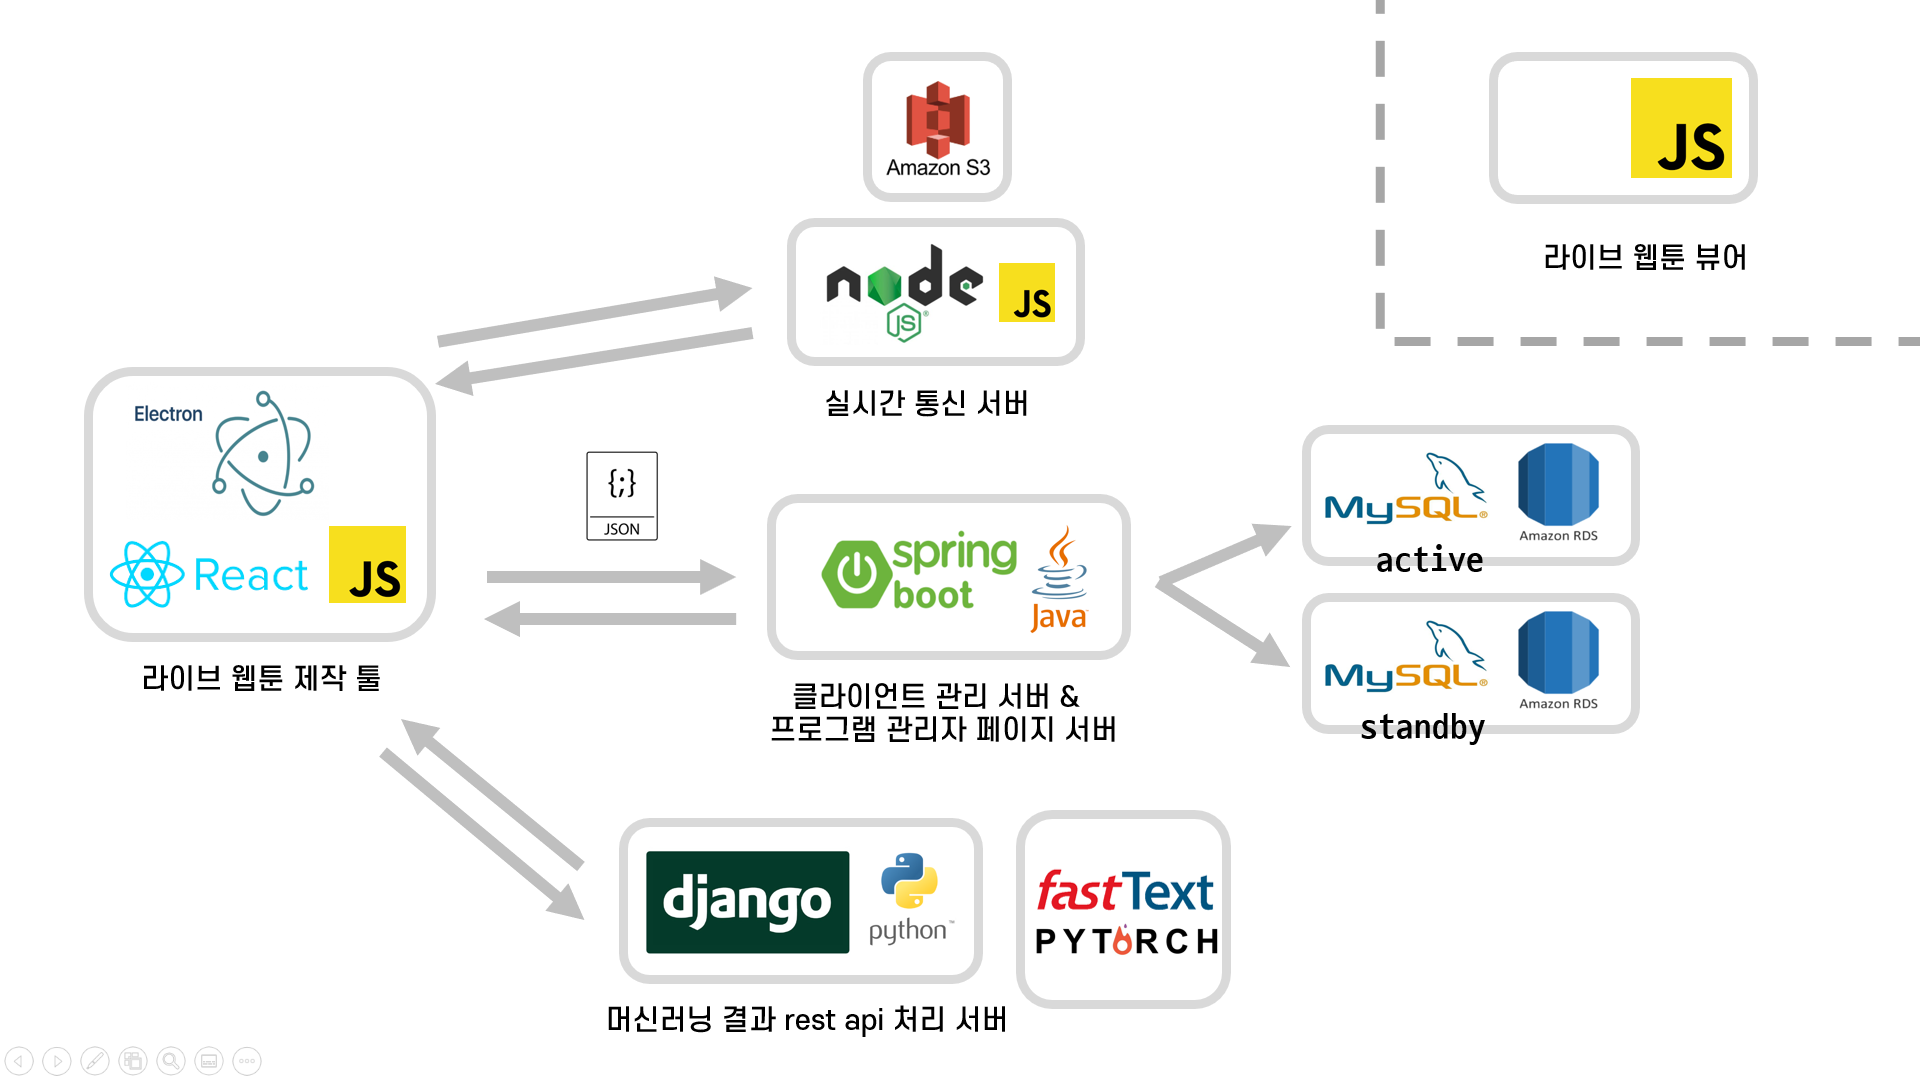 Amazon S3
JS
라이브 웹툰 뷰어
node
JS
JS
실시간 통신 서버
Electron
React
JS
라이브 웹툰 제작 툴
{;}
JSON
spring
boot
Java
클라이언트 관리 서버 &
프로그램 관리자 페이지 서버
MySQL®
Amazon RDS
active
MySQL®
Amazon RDS
standby
django
python™
머신러닝 결과 rest api 처리 서버
fastText
PYTORCH